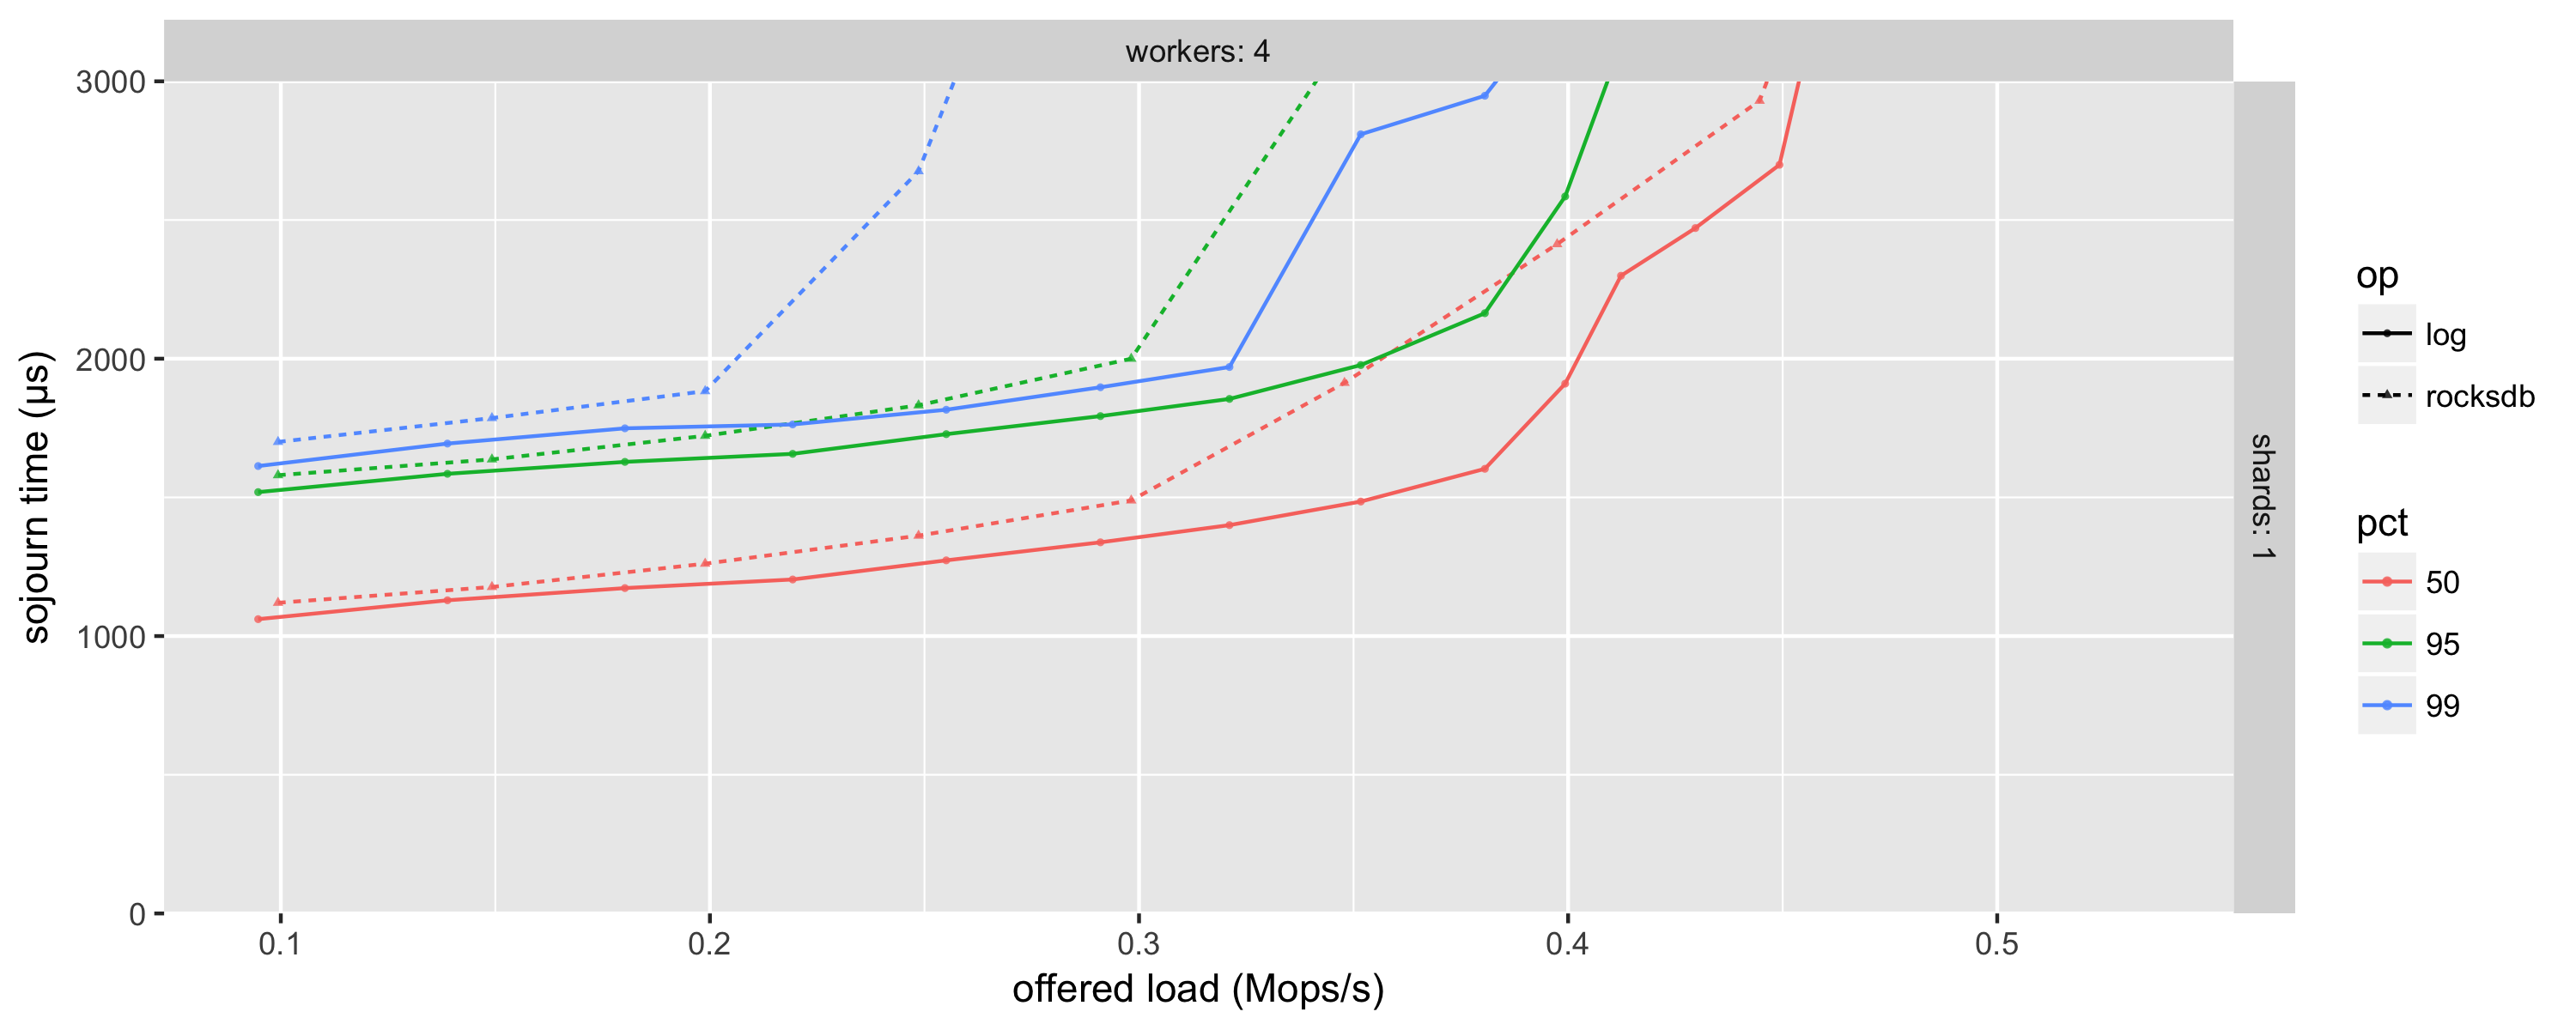 workers: 4
shards: 1
3000
2000
1000
0
sojourn time (µs)
0.1
0.2
0.3
0.4
0.5
offered load (Mops/s)
op
log
rocksdb
pct
50
95
99